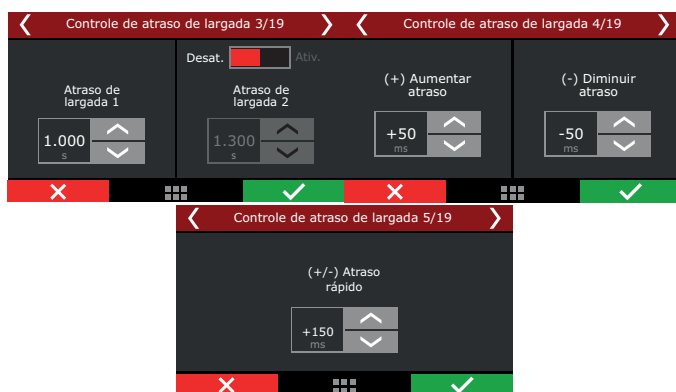 Controle de atraso de largada 3/19
Desat.
Ativ.
Atraso de
largada 1
1.000
s
Atraso de
largada 2
1.300
s
Controle de atraso de largada 4/19
(+) Aumentar
atraso
+50
ms
(-) Diminuir
atraso
-50
ms
Controle de atraso de largada 5/19
(+/-) Atraso
rápido
+150
ms